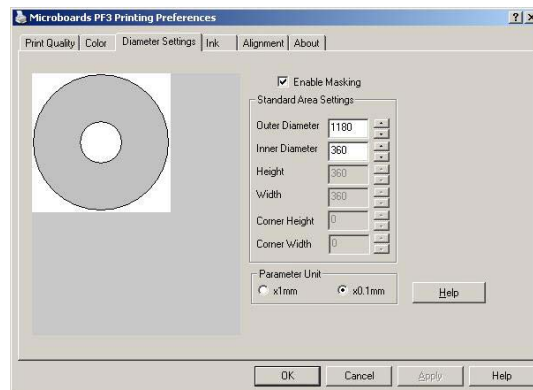 Microboards PF3 Printing Preferences
Print Quality Color Diameter Settings Ink Alignment About
Enable Masking
Standard Area Settings
Outer Diameter 1180
Inner Diameter 360
Height 360
Width 360
Corner Height 0
Corner Width 0
Parameter Unit
x1mm x0.1mm Help
OK Cancel Apply Help